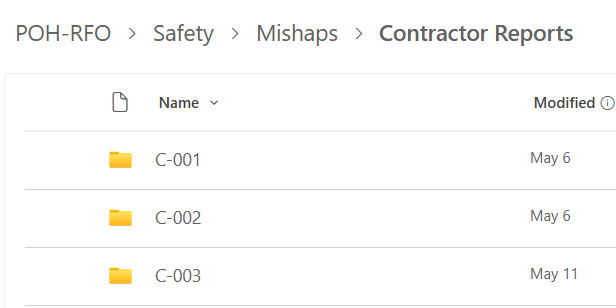 POH-RFO > Safety > Mishaps > Contractor Reports
Name Modified
C-001 May 6
C-002 May 6
C-003 May 11